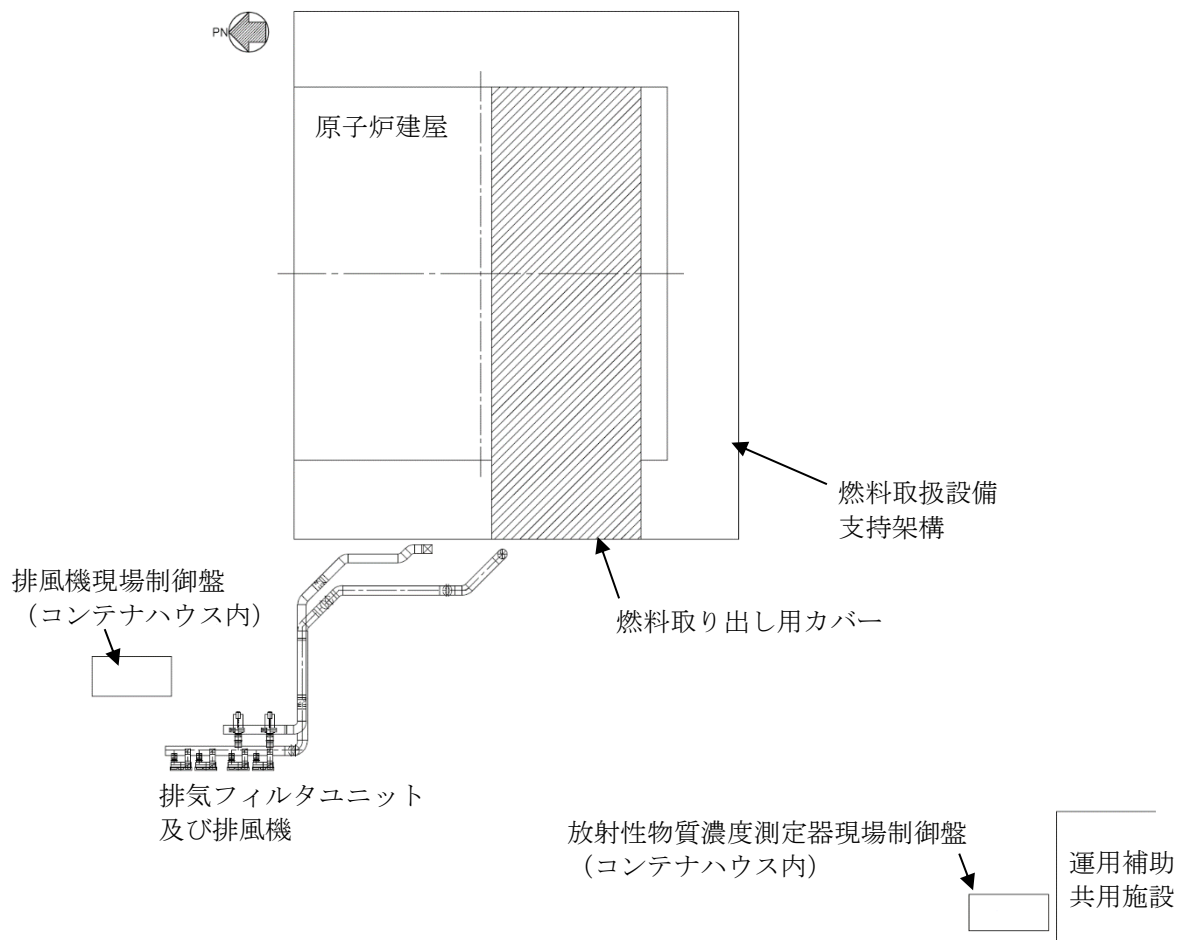 PN
原子炉建屋
燃料取扱設備
支持架構
排風機現場制御盤
（コンテナハウス内）
燃料取り出し用カバー
排気フィルタユニット
及び排風機
放射性物質濃度測定器現場制御盤
（コンテナハウス内）
運用補助
共用施設